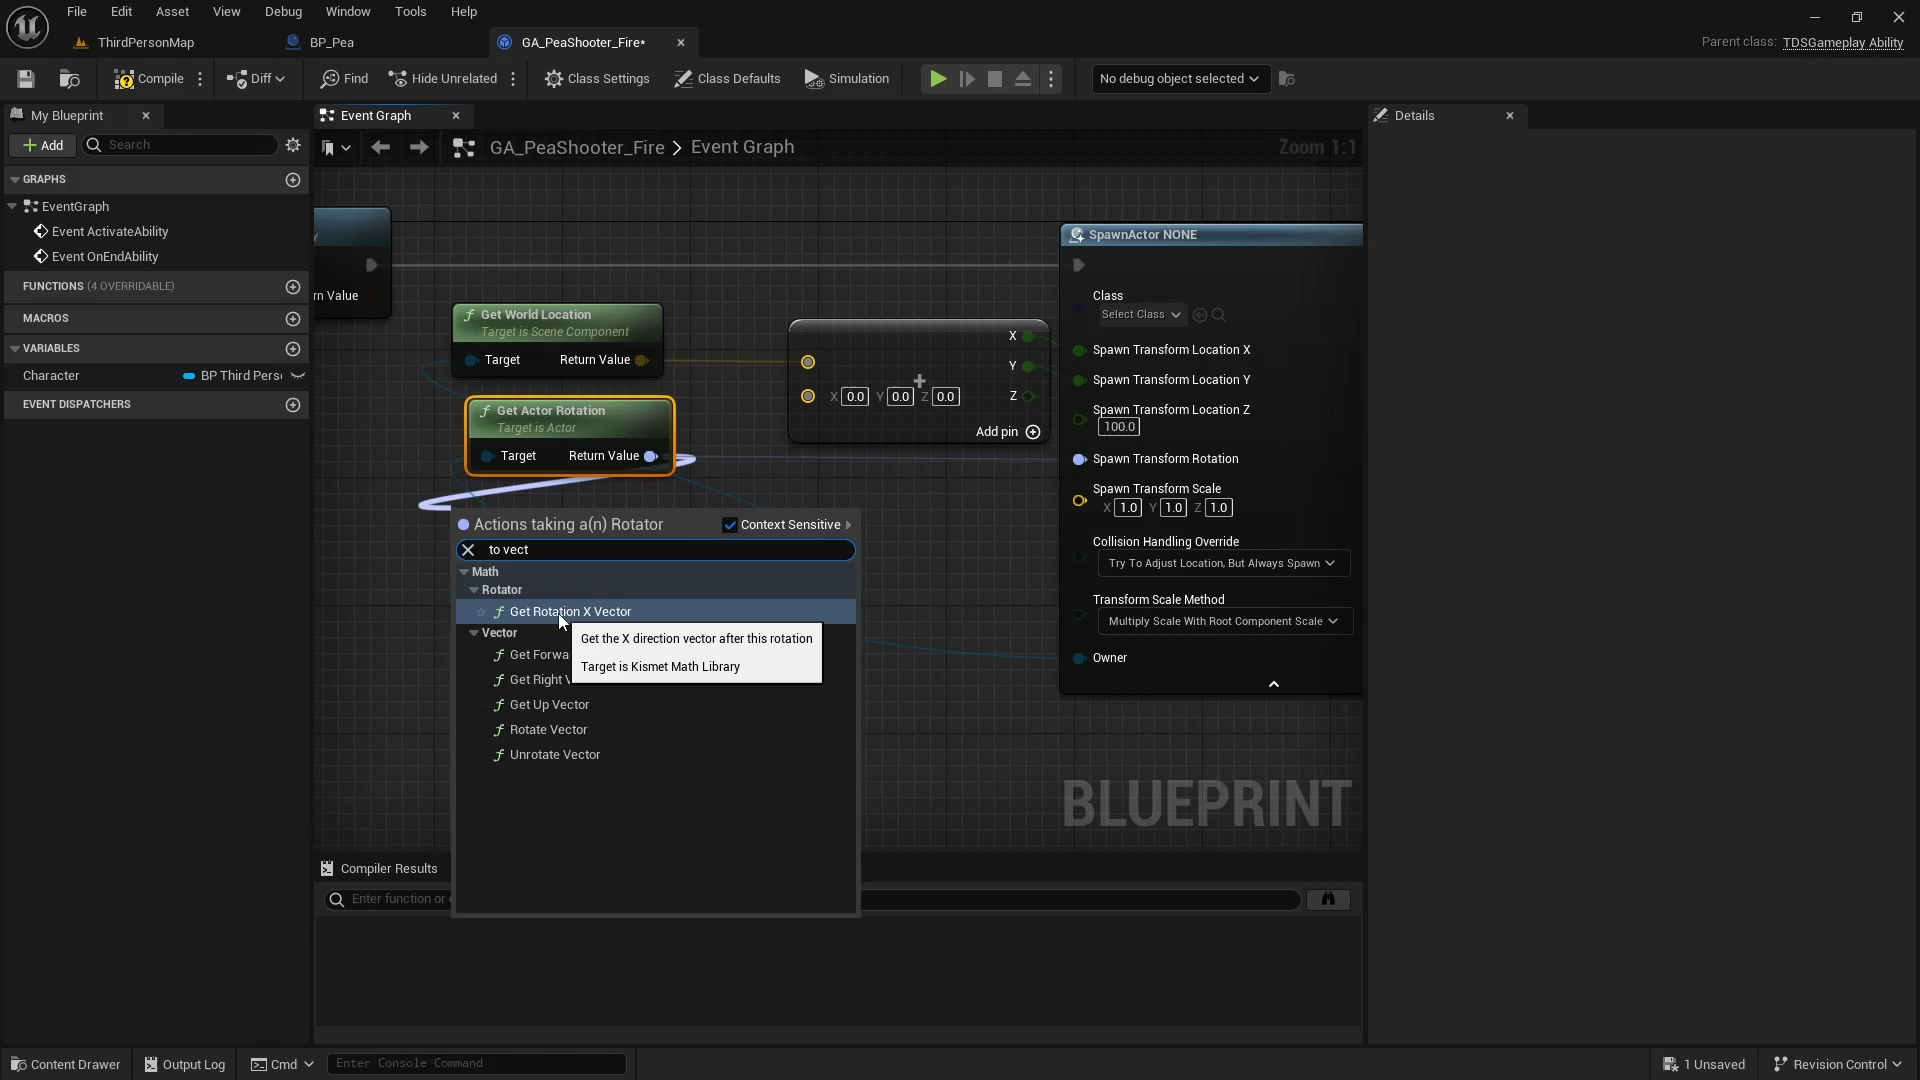 File Edit Asset View Debug Window Tools Help
ThirdPersonMap
BP_Pea
GA_PeaShooter_Fire*
Parent class: TDSGameplay Ability
Compile
Diff
Find
Hide Unrelated
Class Settings
Class Defaults
Simulation
No debug object selected
My Blueprint
Event Graph
Details
Add
Search
GA_PeaShooter_Fire > Event Graph
Zoom 1:1
GRAPHS
EventGraph
Event ActivateAbility
Event OnEndAbility
FUNCTIONS (4 OVERRIDABLE)
MACROS
VARIABLES
Character
BP Third Pers
EVENT DISPATCHERS
y
rn Value
Get World Location
Target is Scene Component
Target
Return Value
Get Actor Rotation
Target is Actor
Target
Return Value
X
Y
X 0.0 Y 0.0 Z 0.0
Z
Add pin
SpawnActor NONE
Class
Select Class
Spawn Transform Location X
Spawn Transform Location Y
Spawn Transform Location Z
100.0
Spawn Transform Rotation
Spawn Transform Scale
X 1.0 Y 1.0 Z 1.0
Collision Handling Override
Try To Adjust Location, But Always Spawn
Transform Scale Method
Multiply Scale With Root Component Scale
Owner
Actions taking a(n) Rotator
Context Sensitive
to vect
Math
Rotator
Get Rotation X Vector
Get the X direction vector after this rotation
Target is Kismet Math Library
Vector
Get Forwa
Get Right V
Get Up Vector
Rotate Vector
Unrotate Vector
BLUEPRINT
Compiler Results
Enter function or
Content Drawer
Output Log
Cmd
Enter Console Command
1 Unsaved
Revision Control